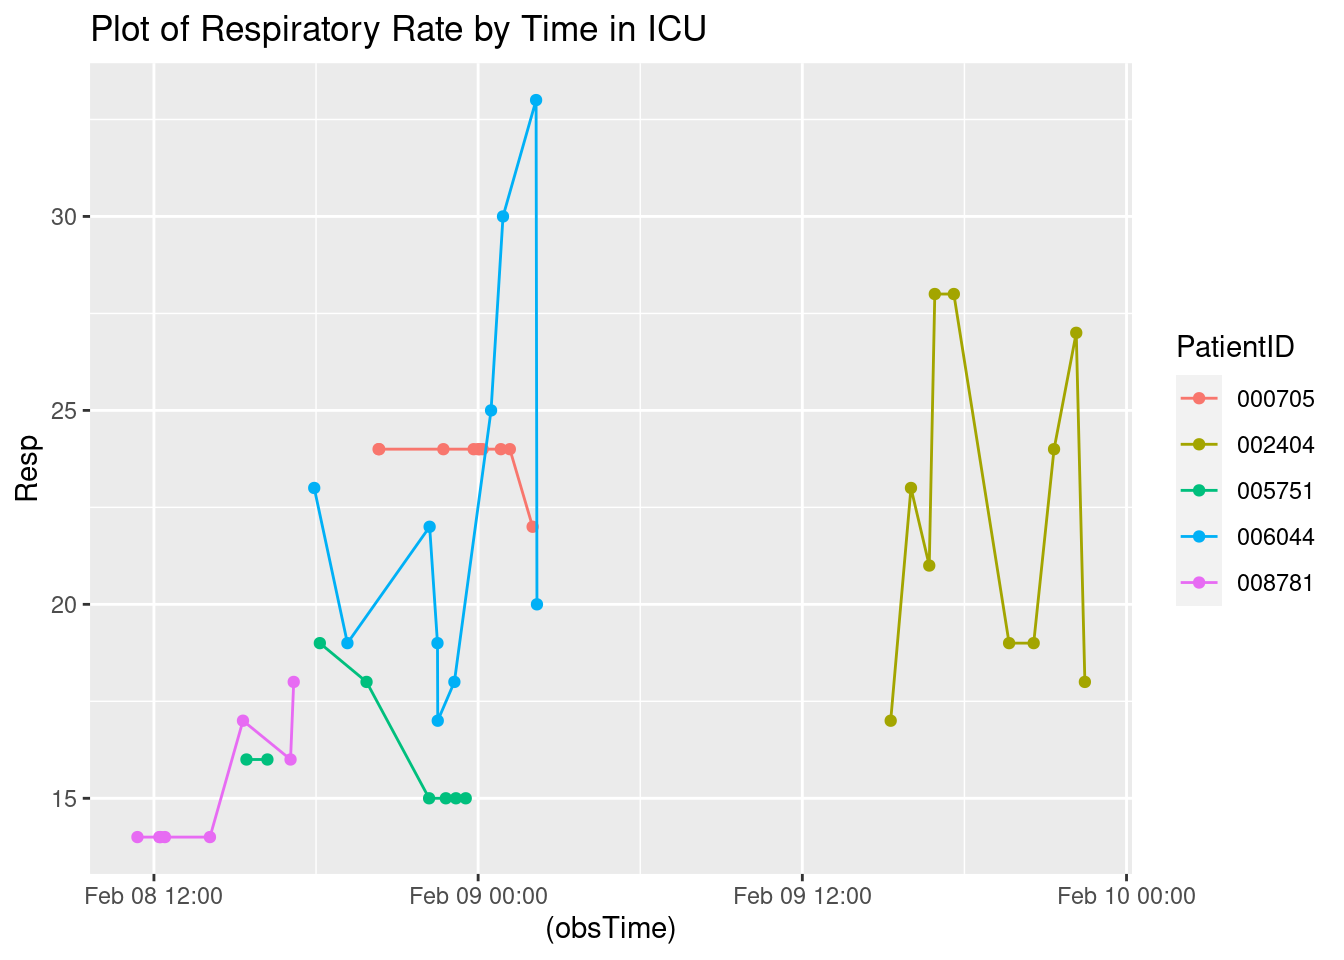 Plot of Respiratory Rate by Time in ICU
Resp
30
25
20
15
Feb 08 12:00
Feb 09 00:00
Feb 09 12:00
Feb 10 00:00
(obsTime)
PatientID
000705
002404
005751
006044
008781